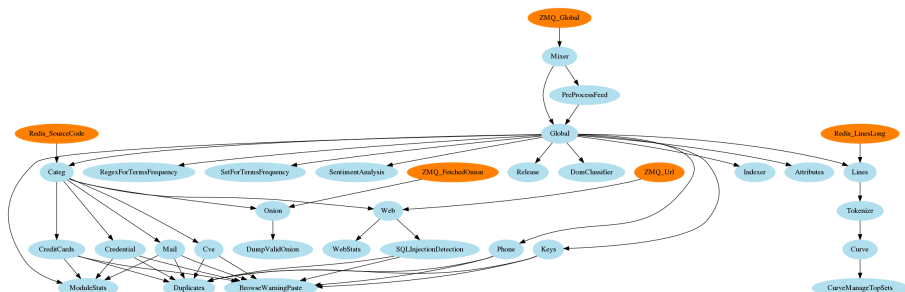 ZMQ_Global
Mixer
PreProcessFeed
Redis_SourceCode
Global
Redis_LinesLong
Categ
RegexForTermsFrequency
SetForTermsFrequency
SentimentAnalysis
ZMQ_FetchedOnion
Release
DomClassifier
ZMQ_Url
Indexer
Attributes
Lines
Onion
Web
Tokenize
CreditCards
Credential
Mail
Cve
DumpValidOnion
WebStats
SQLInjectionDetection
Phone
Keys
Curve
ModuleStats
Duplicates
BrowseWarningPaste
CurveManageTopSets